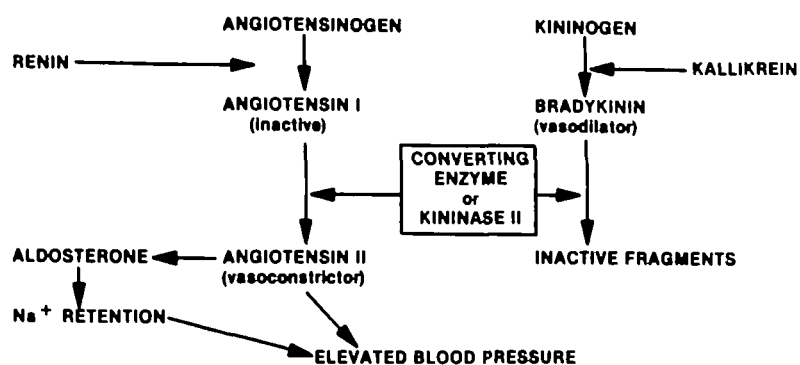 ANGIOTENSINOGEN
KININOGEN
RENIN
KALLIKREIN
ANGIOTENSIN I
(inactive)
BRADYKININ
(vasodilator)
CONVERTING
ENZYME
or
KININASE II
ALDOSTERONE
ANGIOTENSIN II
(vasoconstrictor)
INACTIVE FRAGMENTS
Na+ RETENTION
ELEVATED BLOOD PRESSURE